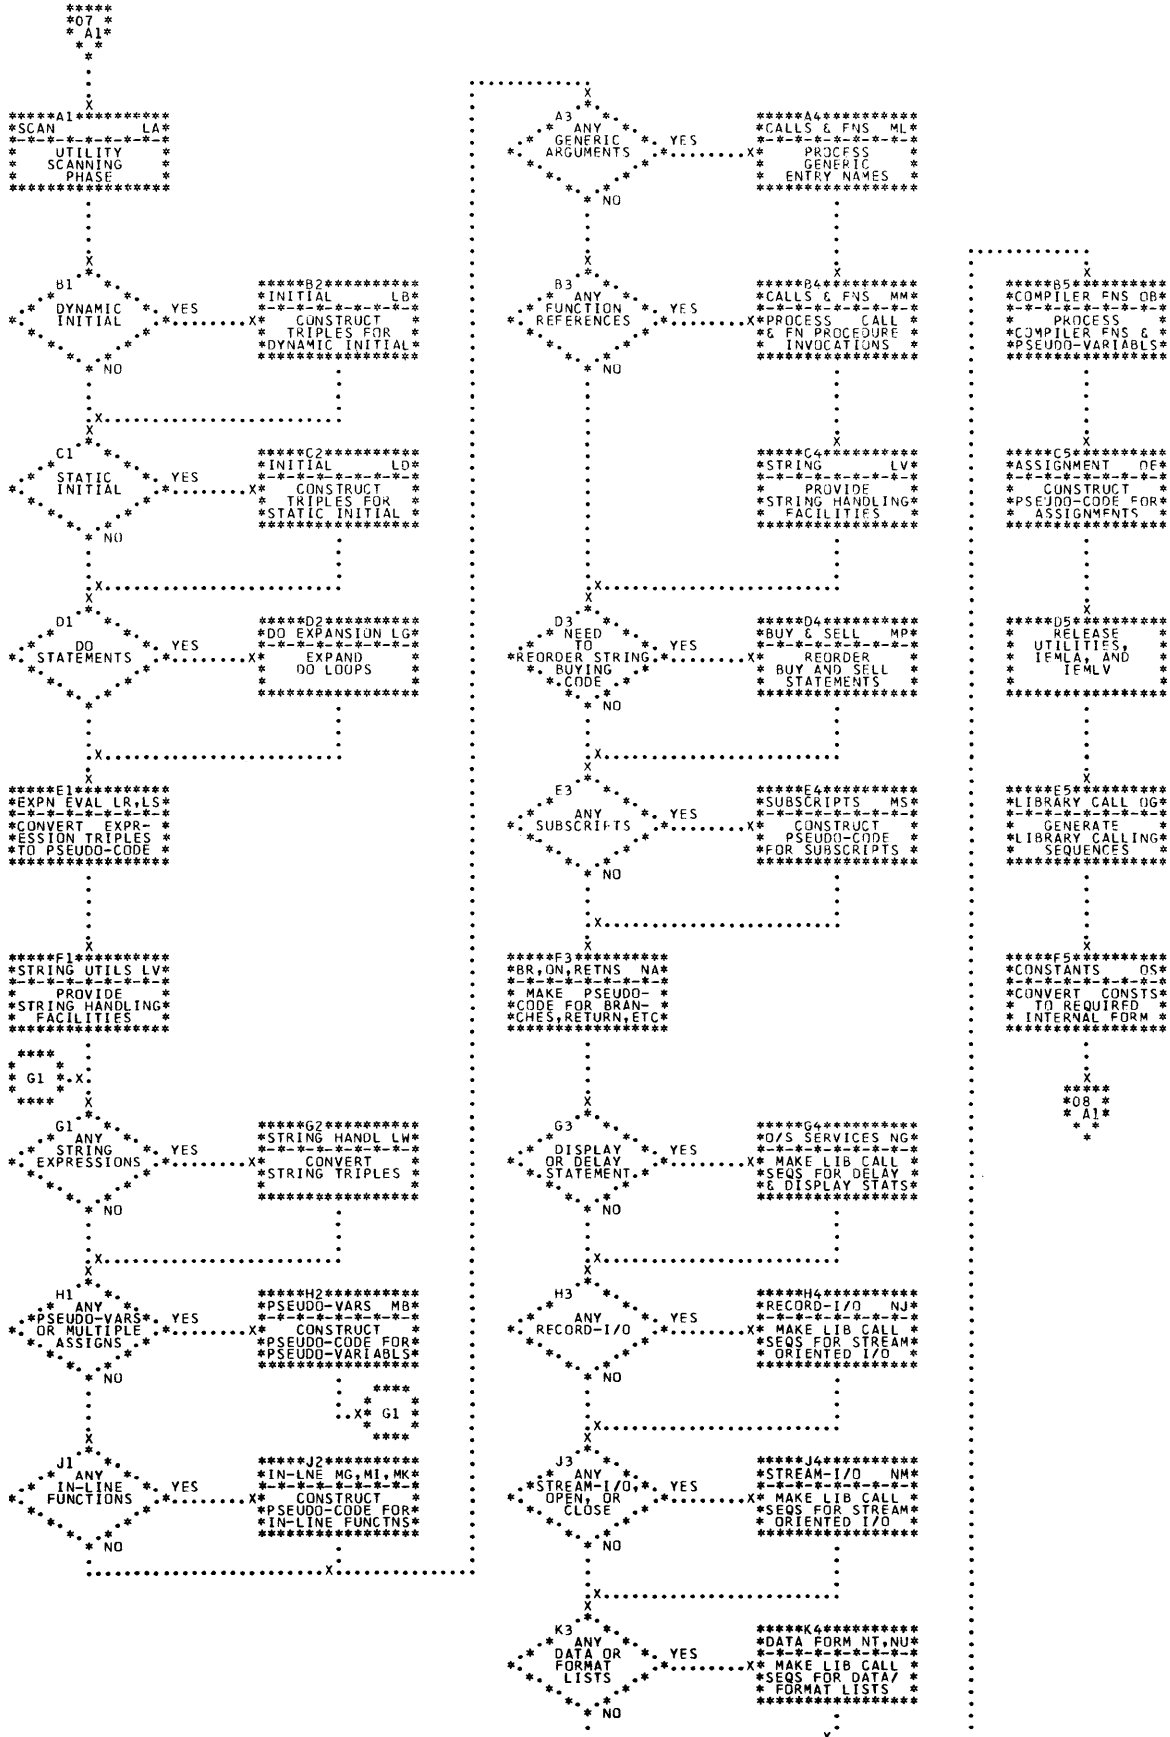 07
A1
A1
SCAN LA
UTILITY
SCANNING
PHASE
B1
DYNAMIC
INITIAL
YES
NO
B2
INITIAL LB
CONSTRUCT
TRIPLES FOR
DYNAMIC INITIAL
C1
STATIC
INITIAL
YES
NO
C2
INITIAL LD
CONSTRUCT
TRIPLES FOR
STATIC INITIAL
D1
DO
STATEMENTS
YES
NO
D2
DO EXPANSION LG
EXPAND
DO LOOPS
E1
EXPN EVAL LR,LS
CONVERT EXPR-
ESSION TRIPLES
TO PSEUDO-CODE
F1
STRING UTILS LV
PROVIDE
STRING HANDLING
FACILITIES
G1
G1
ANY
STRING
EXPRESSIONS
YES
NO
G2
STRING HANDL LW
CONVERT
STRING TRIPLES
H1
ANY
PSEUDO-VARS
OR MULTIPLE
ASSIGNS
YES
NO
H2
PSEUDO-VARS MB
CONSTRUCT
PSEUDO-CODE FOR
PSEUDO-VARIABLS
G1
J1
ANY
IN-LINE
FUNCTIONS
YES
NO
J2
IN-LNE MG,MI,MK
CONSTRUCT
PSEUDO-CODE FOR
IN-LINE FUNCTNS
A3
ANY
GENERIC
ARGUMENTS
YES
NO
A4
CALLS & FNS ML
PROCESS
GENERIC
ENTRY NAMES
B3
ANY
FUNCTION
REFERENCES
YES
NO
B4
CALLS & FNS MM
PROCESS CALL
& FN PROCEDURE
INVOCATIONS
C4
STRING LV
PROVIDE
STRING HANDLING
FACILITIES
D3
NEED
TO
REORDER STRING
BUYING
CODE
YES
NO
D4
BUY & SELL MP
REORDER
BUY AND SELL
STATEMENTS
E3
ANY
SUBSCRIPTS
YES
NO
E4
SUBSCRIPTS MS
CONSTRUCT
PSEUDO-CODE
FOR SUBSCRIPTS
F3
BR,ON,RETNS NA
MAKE PSEUDO-
CODE FOR BRAN-
CHES,RETURN,ETC
G3
DISPLAY
OR DELAY
STATEMENT
YES
NO
G4
O/S SERVICES NG
MAKE LIB CALL
SEQS FOR DELAY
& DISPLAY STATS
H3
ANY
RECORD-I/O
YES
NO
H4
RECORD-I/O NJ
MAKE LIB CALL
SEQS FOR STREAM
ORIENTED I/O
J3
ANY
STREAM-I/O,
OPEN, OR
CLOSE
YES
NO
J4
STREAM-I/O NM
MAKE LIB CALL
SEQS FOR STREAM
ORIENTED I/O
K3
ANY
DATA OR
FORMAT
LISTS
YES
NO
K4
DATA FORM NT,NU
MAKE LIB CALL
SEQS FOR DATA/
FORMAT LISTS
B5
COMPILER FNS OB
PROCESS
COMPILER FNS &
PSEUDO-VARIABLS
C5
ASSIGNMENT OE
CONSTRUCT
PSEUDO-CODE FOR
ASSIGNMENTS
D5
RELEASE
UTILITIES,
IEMLA, AND
IEMLV
E5
LIBRARY CALL OG
GENERATE
LIBRARY CALLING
SEQUENCES
F5
CONSTANTS OS
CONVERT CONSTS
TO REQUIRED
INTERNAL FORM
08
A1